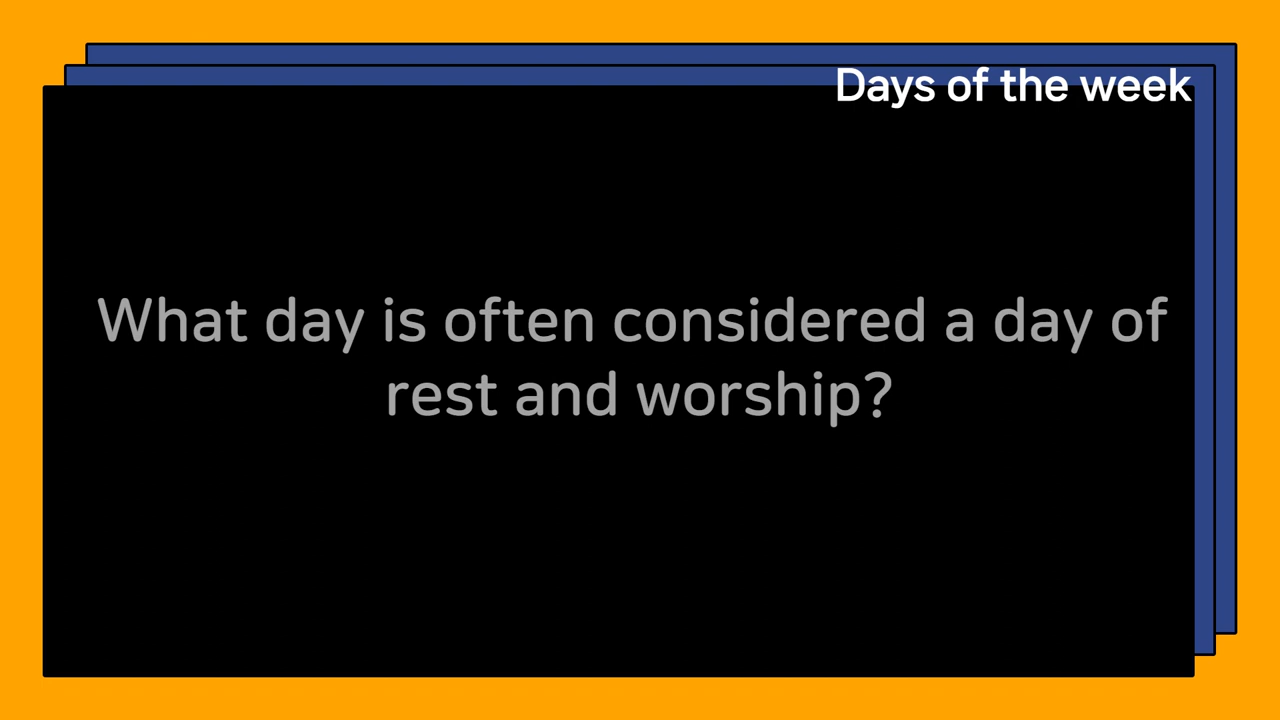 Days of the week
What day is often considered a day of
rest and worship?